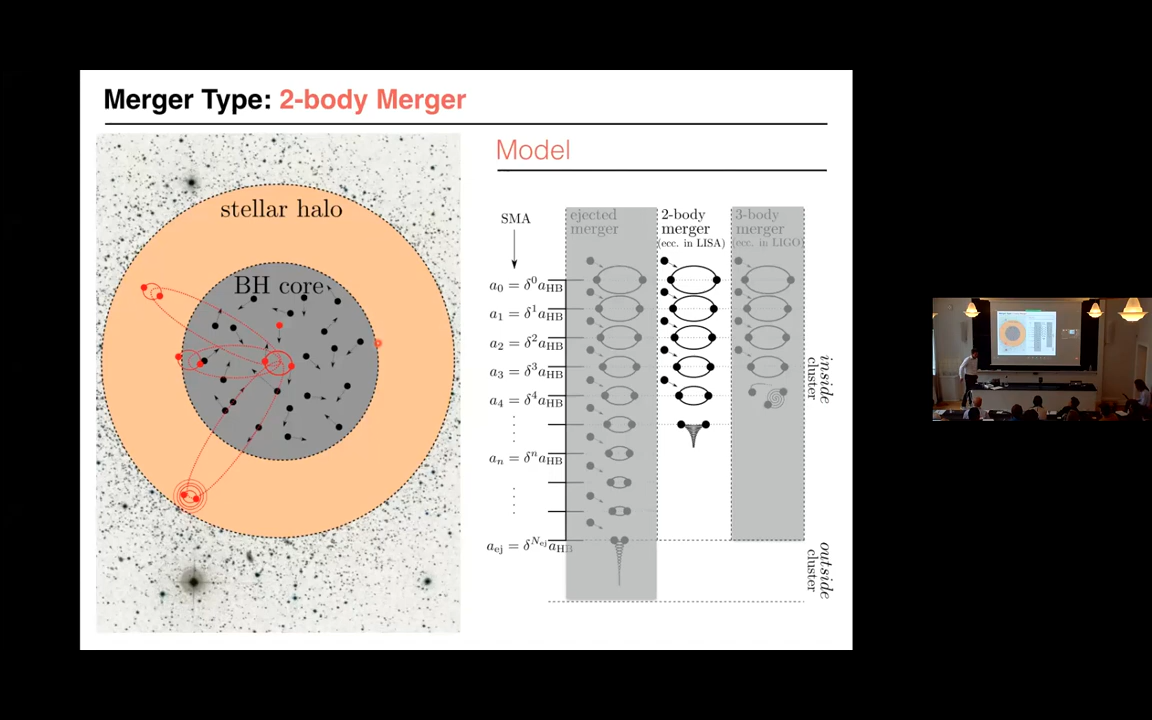 Merger Type: 2-body Merger
stellar halo
BH core
Model
SMA
ejected
merger
2-body
merger
(ecc. in LISA)
3-body
merger
(ecc. in LIGO)
a₀ = δ⁰a_HB
a₁ = δ¹a_HB
a₂ = δ²a_HB
a₃ = δ³a_HB
a₄ = δ⁴a_HB
aₙ = δⁿa_HB
a_ej = δ^{N_ej}a_HB
inside
cluster
outside
cluster